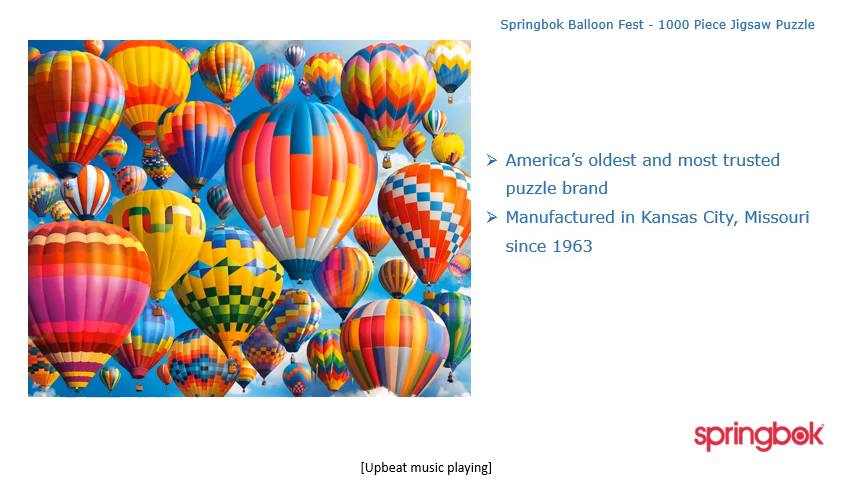 Springbok Balloon Fest - 1000 Piece Jigsaw Puzzle
➢ America’s oldest and most trusted
puzzle brand
➢ Manufactured in Kansas City, Missouri
since 1963
springbok
[Upbeat music playing]